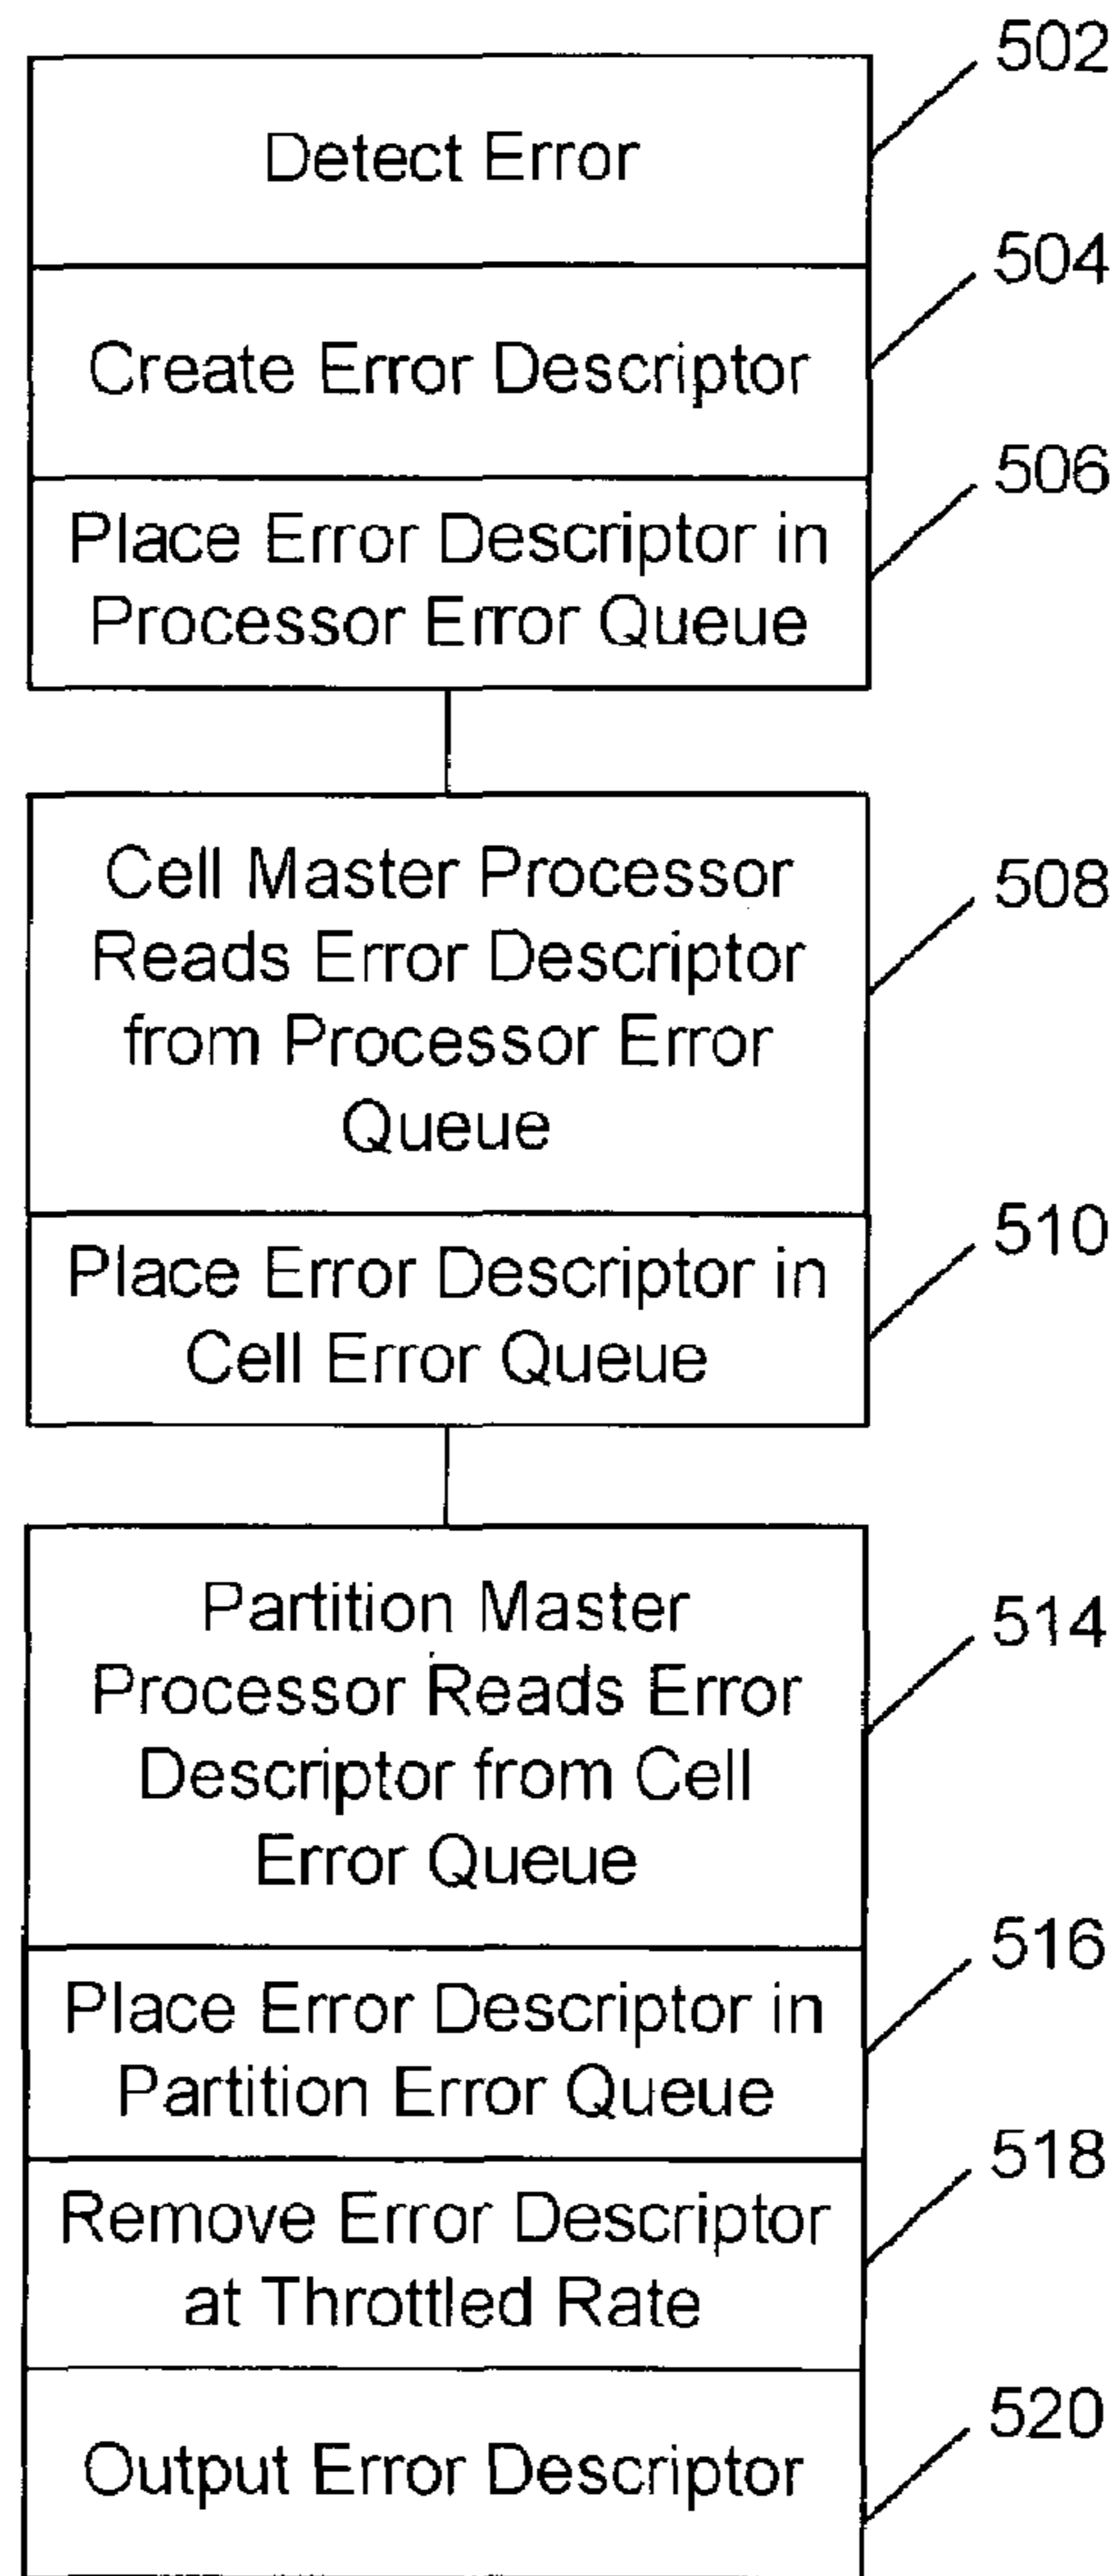 502
Detect Error
504
Create Error Descriptor
506
Place Error Descriptor in
Processor Error Queue
Cell Master Processor
508
Reads Error Descriptor
from Processor Error
Queue
510
Place Error Descriptor in
Cell Error Queue
Partition Master
514
Processor Reads Error
Descriptor from Cell
Error Queue
516
Place Error Descriptor in
Partition Error Queue
518
Remove Error Descriptor
at Throttled Rate
520
Output Error Descriptor